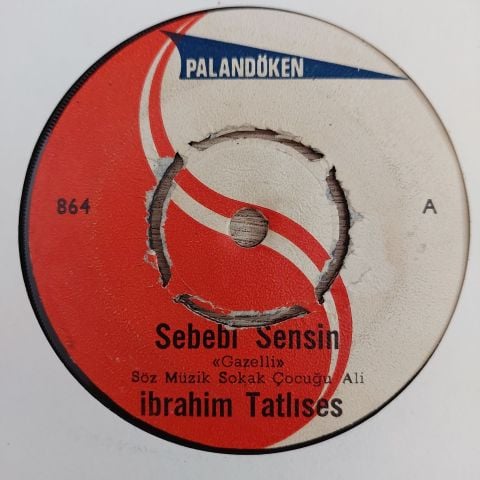 PALANDÖKEN
864
A
Sebebi Sensin
«Gazelli»
Söz Müzik Sokak Çocuğu Ali
ibrahim Tatlıses